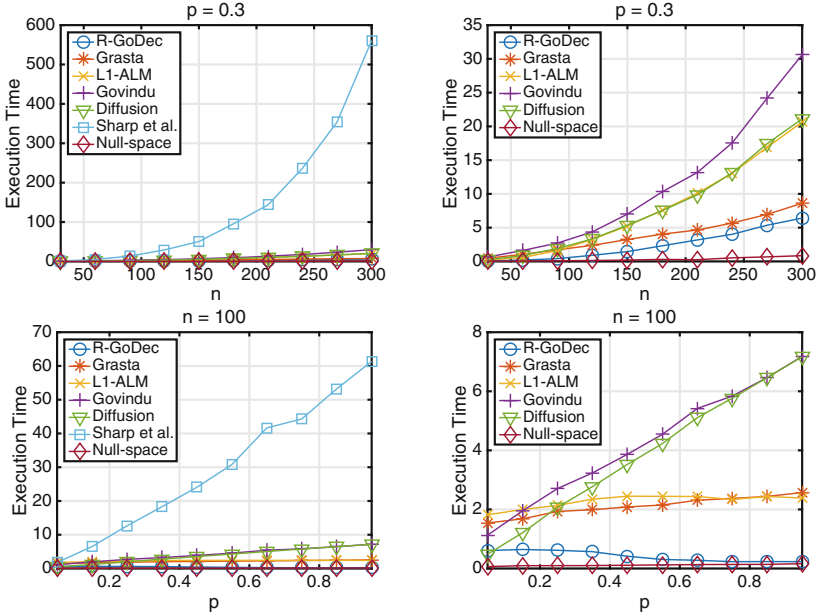 p = 0.3
Execution Time
600
500
400
300
200
100
0
R-GoDec
Grasta
L1-ALM
Govindu
Diffusion
Sharp et al.
Null-space
50 100 150 200 250 300
n
p = 0.3
Execution Time
35
30
25
20
15
10
5
0
R-GoDec
Grasta
L1-ALM
Govindu
Diffusion
Null-space
50 100 150 200 250 300
n
n = 100
Execution Time
70
60
50
40
30
20
10
0
R-GoDec
Grasta
L1-ALM
Govindu
Diffusion
Sharp et al.
Null-space
0.2 0.4 0.6 0.8
p
n = 100
Execution Time
8
6
4
2
0
R-GoDec
Grasta
L1-ALM
Govindu
Diffusion
Null-space
0.2 0.4 0.6 0.8
p